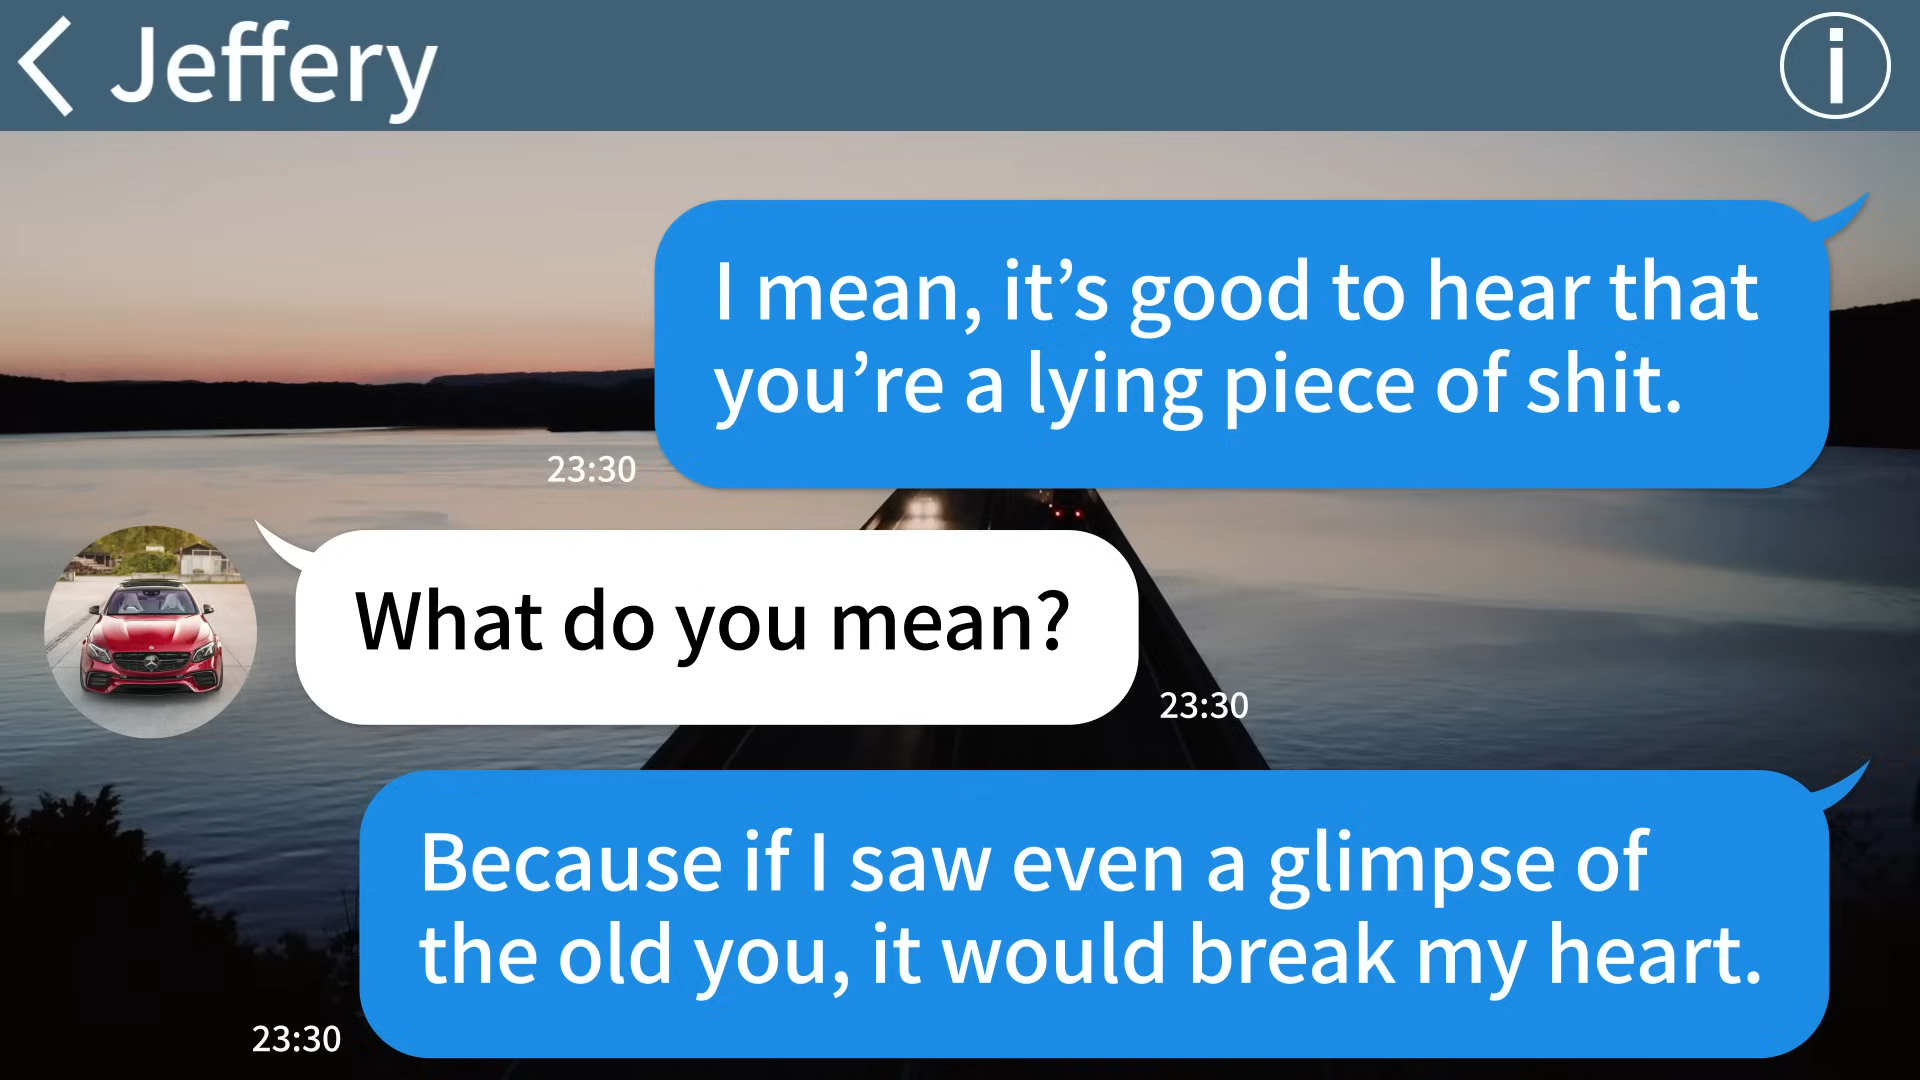 Jeffery
I mean, it’s good to hear that
you’re a lying piece of shit.
23:30
What do you mean?
23:30
Because if I saw even a glimpse of
the old you, it would break my heart.
23:30